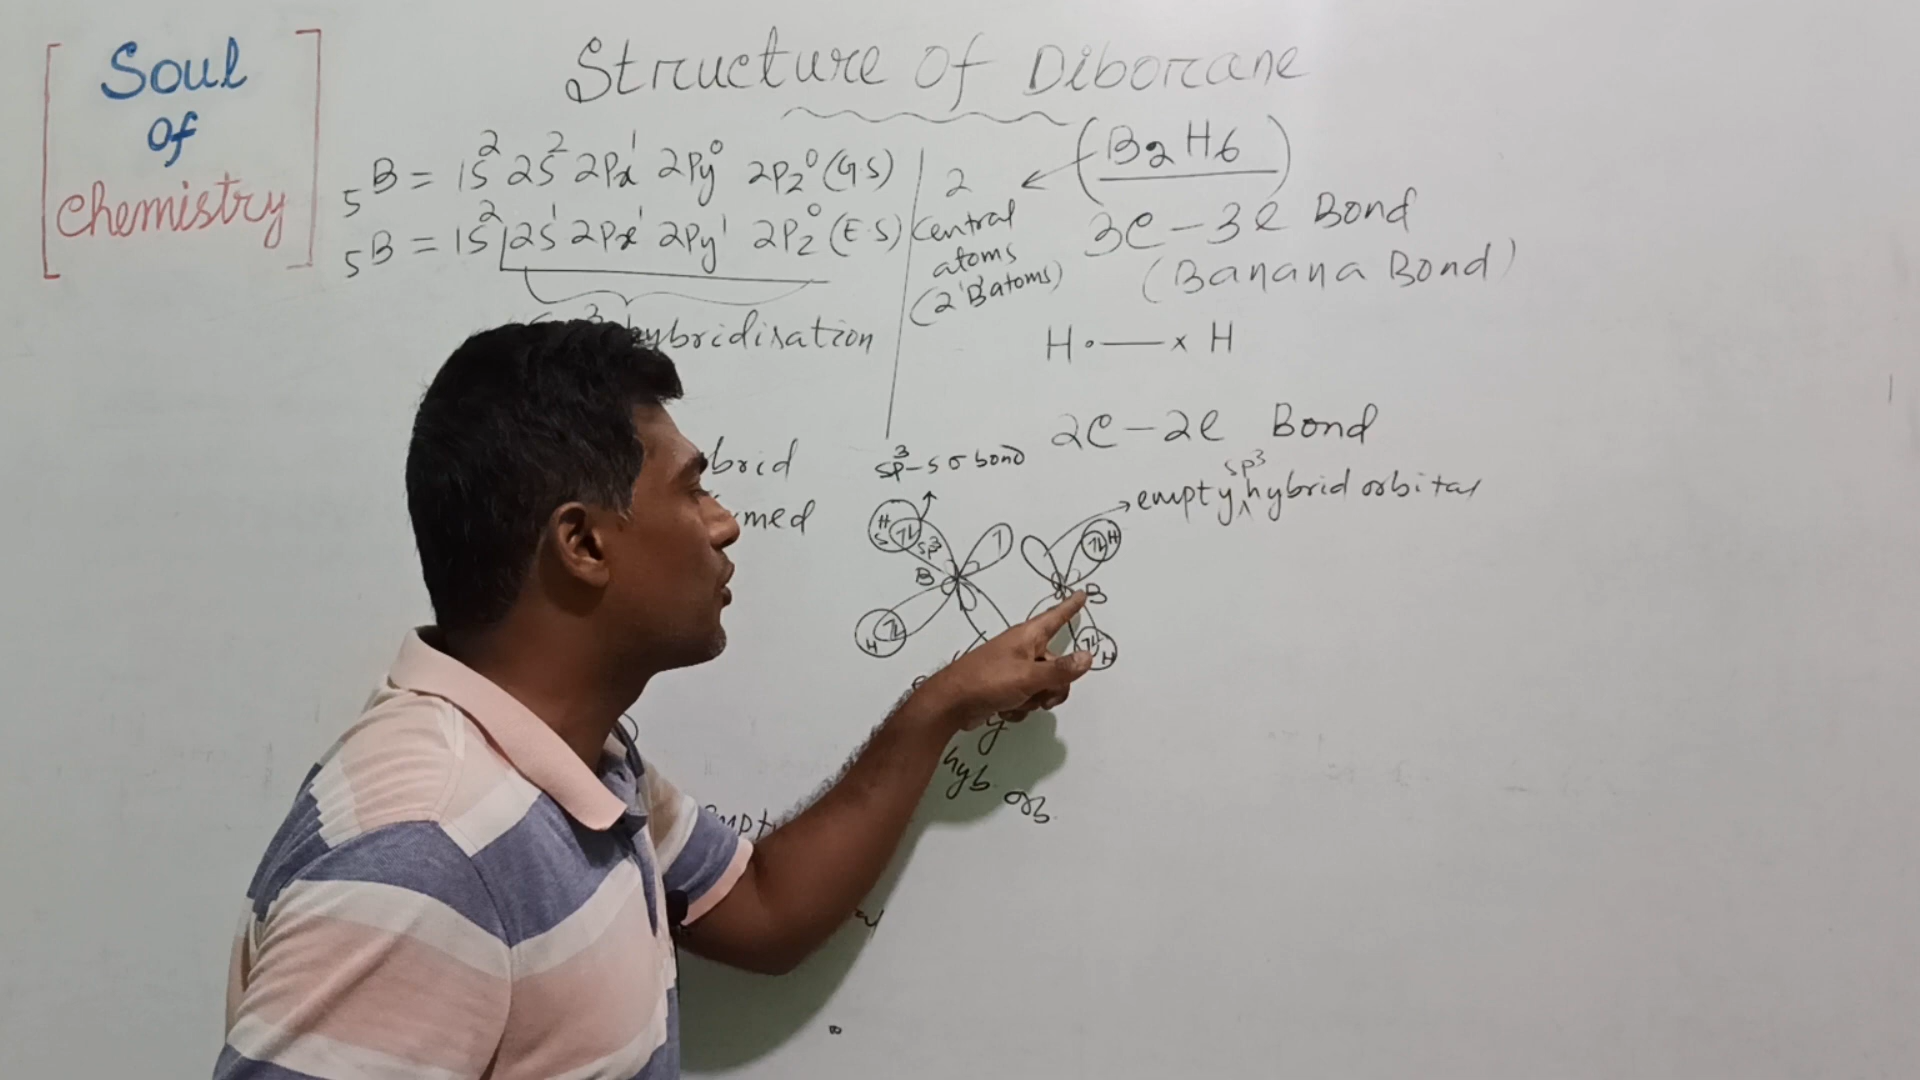 Soul
of
Chemistry
Structure of Diborane
(B2H6)
5B = 1S² 2S² 2Px¹ 2Py⁰ 2Pz⁰ (G.S)
5B = 1S² 2S¹ 2Px¹ 2Py¹ 2Pz⁰ (E.S)
hybridisation
2
Central
atoms
(2 'B' atoms)
3C-3e Bond
(Banana Bond)
H • — x H
2C-2e Bond
sp³-s σ bond
empty sp³ hybrid orbital
H
S
sp³
1
H
B
B
H
H
hyb. orb.